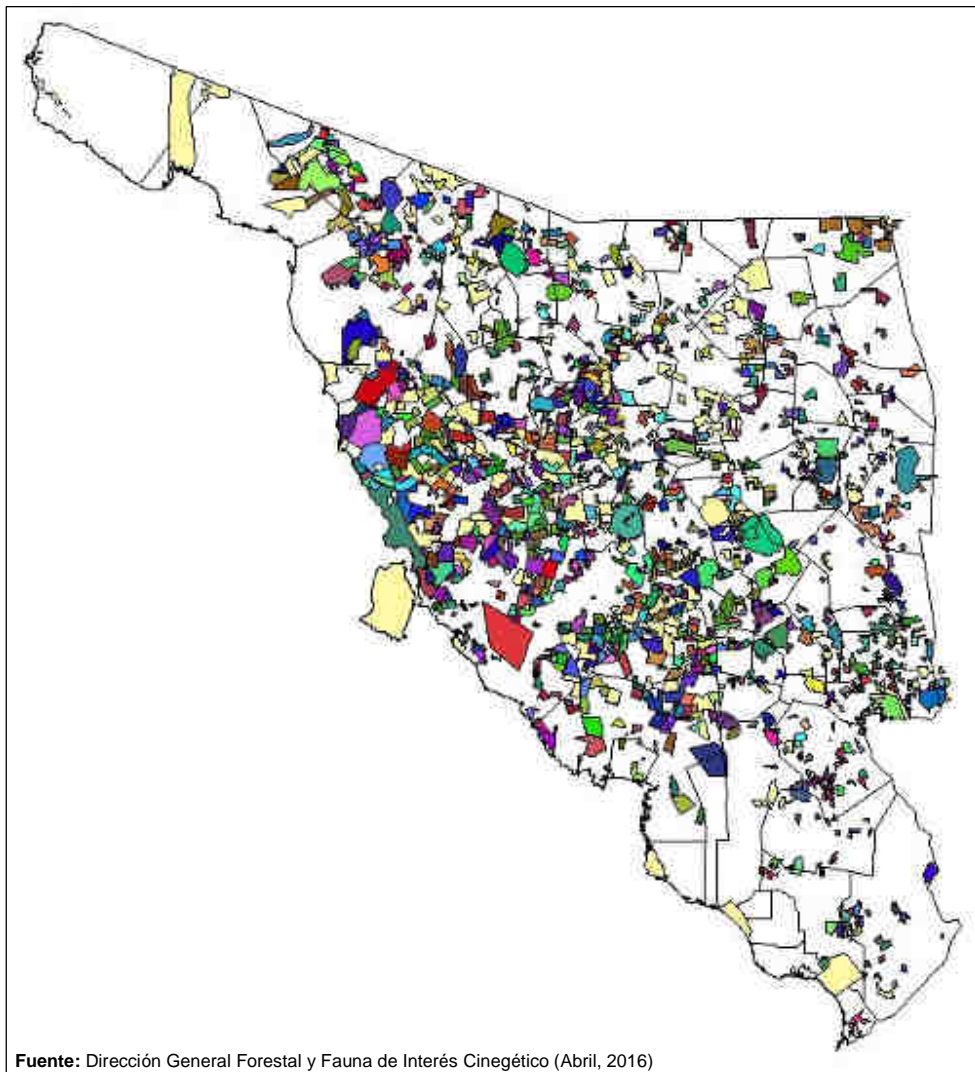 Fuente: Dirección General Forestal y Fauna de Interés Cinegético (Abril, 2016)